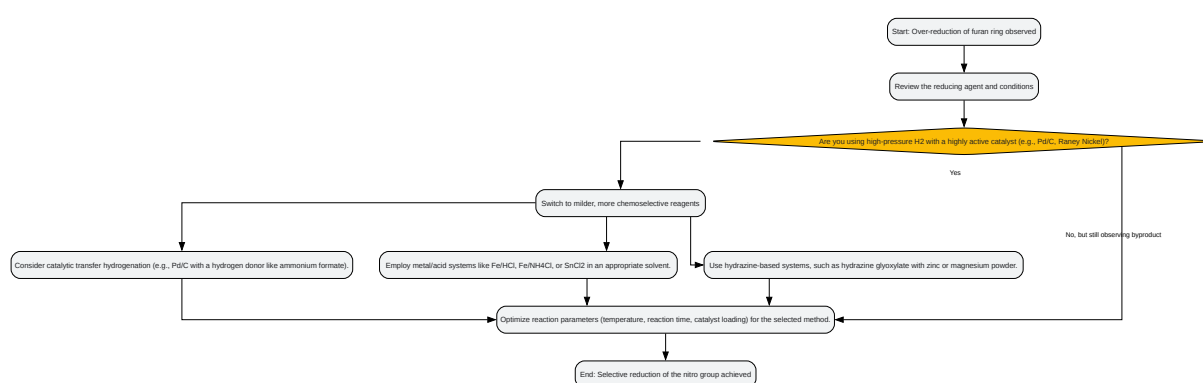 Start: Over-reduction of furan ring observed
Review the reducing agent and conditions
Are you using high-pressure H2 with a highly active catalyst (e.g., Pd/C, Raney Nickel)?
Yes
Switch to milder, more chemoselective reagents
No, but still observing byproduct
Consider catalytic transfer hydrogenation (e.g., Pd/C with a hydrogen donor like ammonium formate).
Employ metal/acid systems like Fe/HCl, Fe/NH4Cl, or SnCl2 in an appropriate solvent.
Use hydrazine-based systems, such as hydrazine glyoxylate with zinc or magnesium powder.
Optimize reaction parameters (temperature, reaction time, catalyst loading) for the selected method.
End: Selective reduction of the nitro group achieved